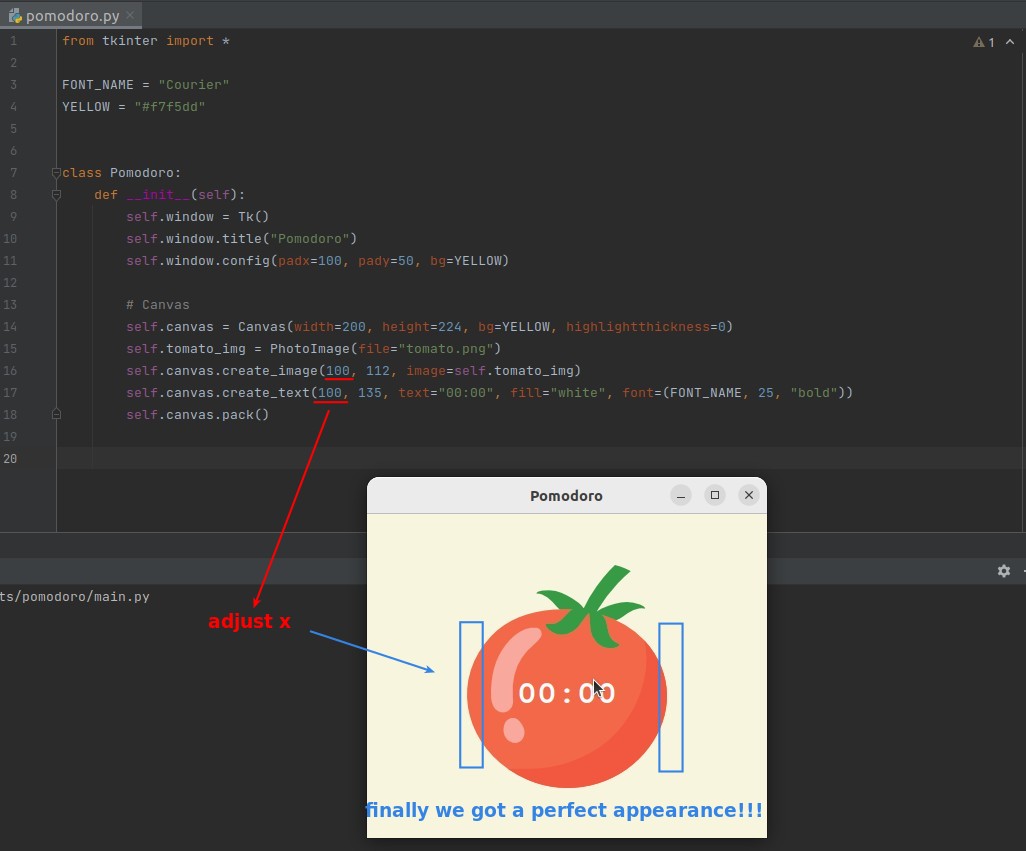 pomodoro.py
1 from tkinter import *
1
2
3 FONT_NAME = "Courier"
4 YELLOW = "#f7f5dd"
5
6
7 class Pomodoro:
8 def __init__(self):
9 self.window = Tk()
10 self.window.title("Pomodoro")
11 self.window.config(padx=100, pady=50, bg=YELLOW)
12
13 # Canvas
14 self.canvas = Canvas(width=200, height=224, bg=YELLOW, highlightthickness=0)
15 self.tomato_img = PhotoImage(file="tomato.png")
16 self.canvas.create_image(100, 112, image=self.tomato_img)
17 self.canvas.create_text(100, 135, text="00:00", fill="white", font=(FONT_NAME, 25, "bold"))
18 self.canvas.pack()
19
20
Pomodoro
ts/pomodoro/main.py
adjust x
00:00
finally we got a perfect appearance!!!